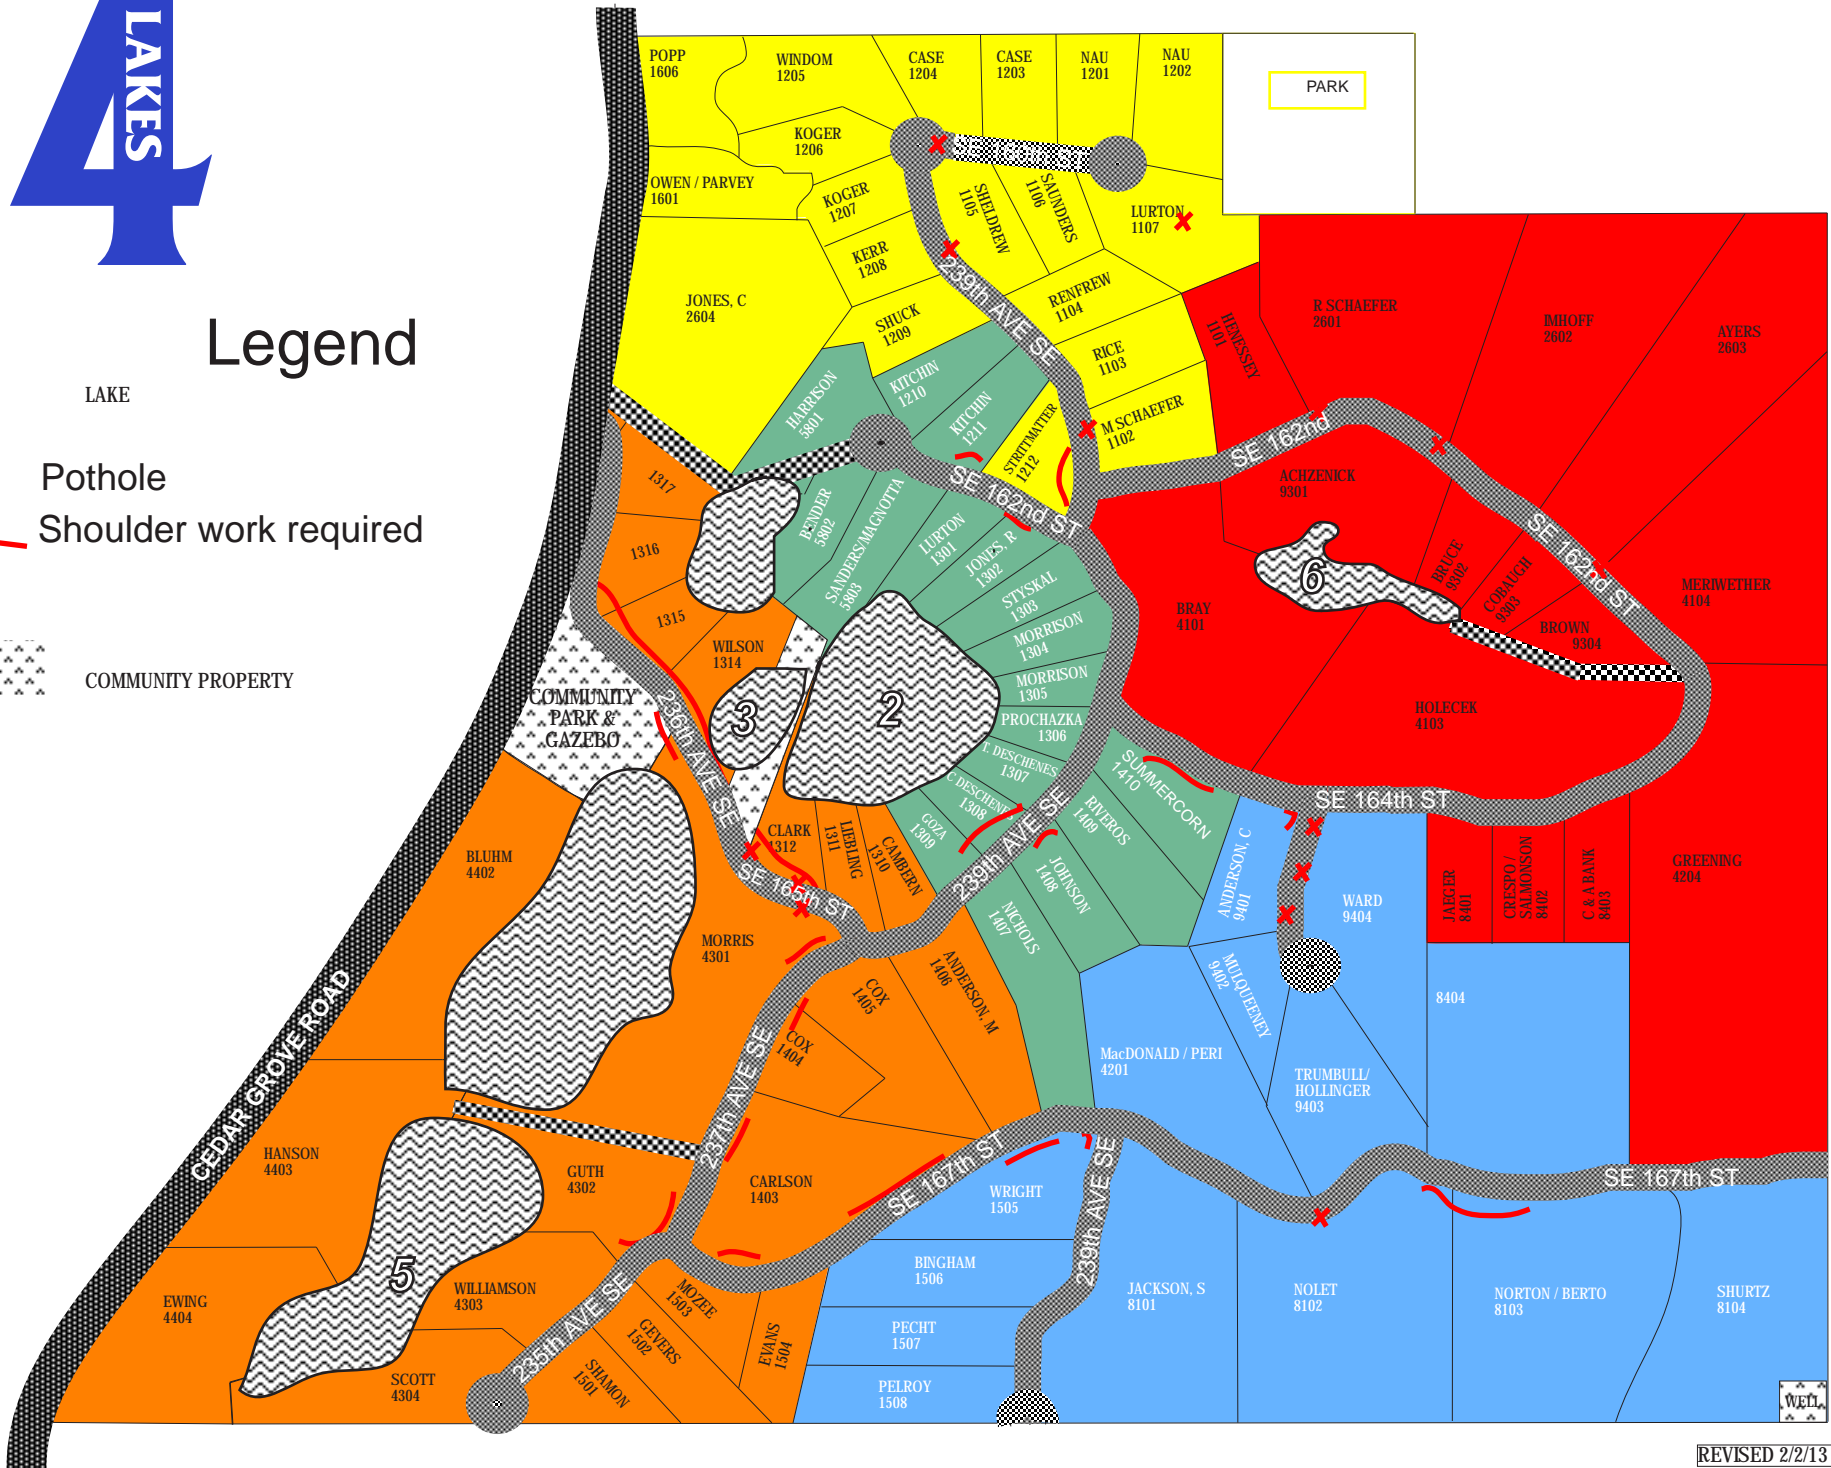 4
LAKES
Legend
LAKE
Pothole
Shoulder work required
COMMUNITY PROPERTY
POPP
1606
WINDOM
1205
CASE
1204
CASE
1203
NAU
1201
NAU
1202
PARK
KOGER
1206
OWEN / PARVEY
1601
KOGER
1207
KERR
1208
SHUCK
1209
JONES, C
2604
SHELDREW
1105
SAUNDERS
1106
LURTON
1107
RENFREW
1104
RICE
1103
M SCHAEFER
1102
STRITTMATTER
1212
239th AVE SE
HENESSEY
1101
R SCHAEFER
2601
IMHOFF
2602
AYERS
2603
MERIWETHER
4104
SE 162nd
SE 162nd ST
ACHZENICK
9301
BRUCE
9302
COBAUGH
9303
BROWN
9304
6
BRAY
4101
HOLECEK
4103
SE 164th ST
JAEGER
8401
CRESPO /
SALMONSON
8402
C & A BANK
8403
GREENING
4204
HARRISON
5801
KITCHIN
1210
KITCHIN
1211
SE 162nd ST
BENDER
5802
SANDERS/MAGNOTTA
5803
LURTON
1301
JONES, R
1302
STYSKAL
1303
MORRISON
1304
MORRISON
1305
PROCHAZKA
1306
T. DESCHENES
1307
C DESCHENES
1308
GOZA
1309
SUMMERCORN
1410
RIVEROS
1409
JOHNSON
1408
NICHOLS
1407
239th AVE SE
2
3
1317
1316
1315
WILSON
1314
COMMUNITY
PARK &
GAZEBO
236th AVE SE
CLARK
1312
LIEBLING
1311
CAMBERN
1310
SE 165th ST
BLUHM
4402
MORRIS
4301
COX
1405
COX
1404
ANDERSON, M
1406
237th AVE SE
CEDAR GROVE ROAD
HANSON
4403
GUTH
4302
CARLSON
1403
SE 167th ST
5
EWING
4404
WILLIAMSON
4303
SCOTT
4304
235th AVE SE
MOZEE
1503
GEVERS
1502
SHAMON
1501
EVANS
1504
ANDERSON, C
9401
WARD
9404
MULQUEENEY
9402
MacDONALD / PERI
4201
TRUMBULL/
HOLLINGER
9403
8404
WRIGHT
1505
BINGHAM
1506
PECHT
1507
PELROY
1508
239th AVE SE
JACKSON, S
8101
NOLET
8102
NORTON / BERTO
8103
SHURTZ
8104
SE 167th ST
WELL
REVISED 2/2/13